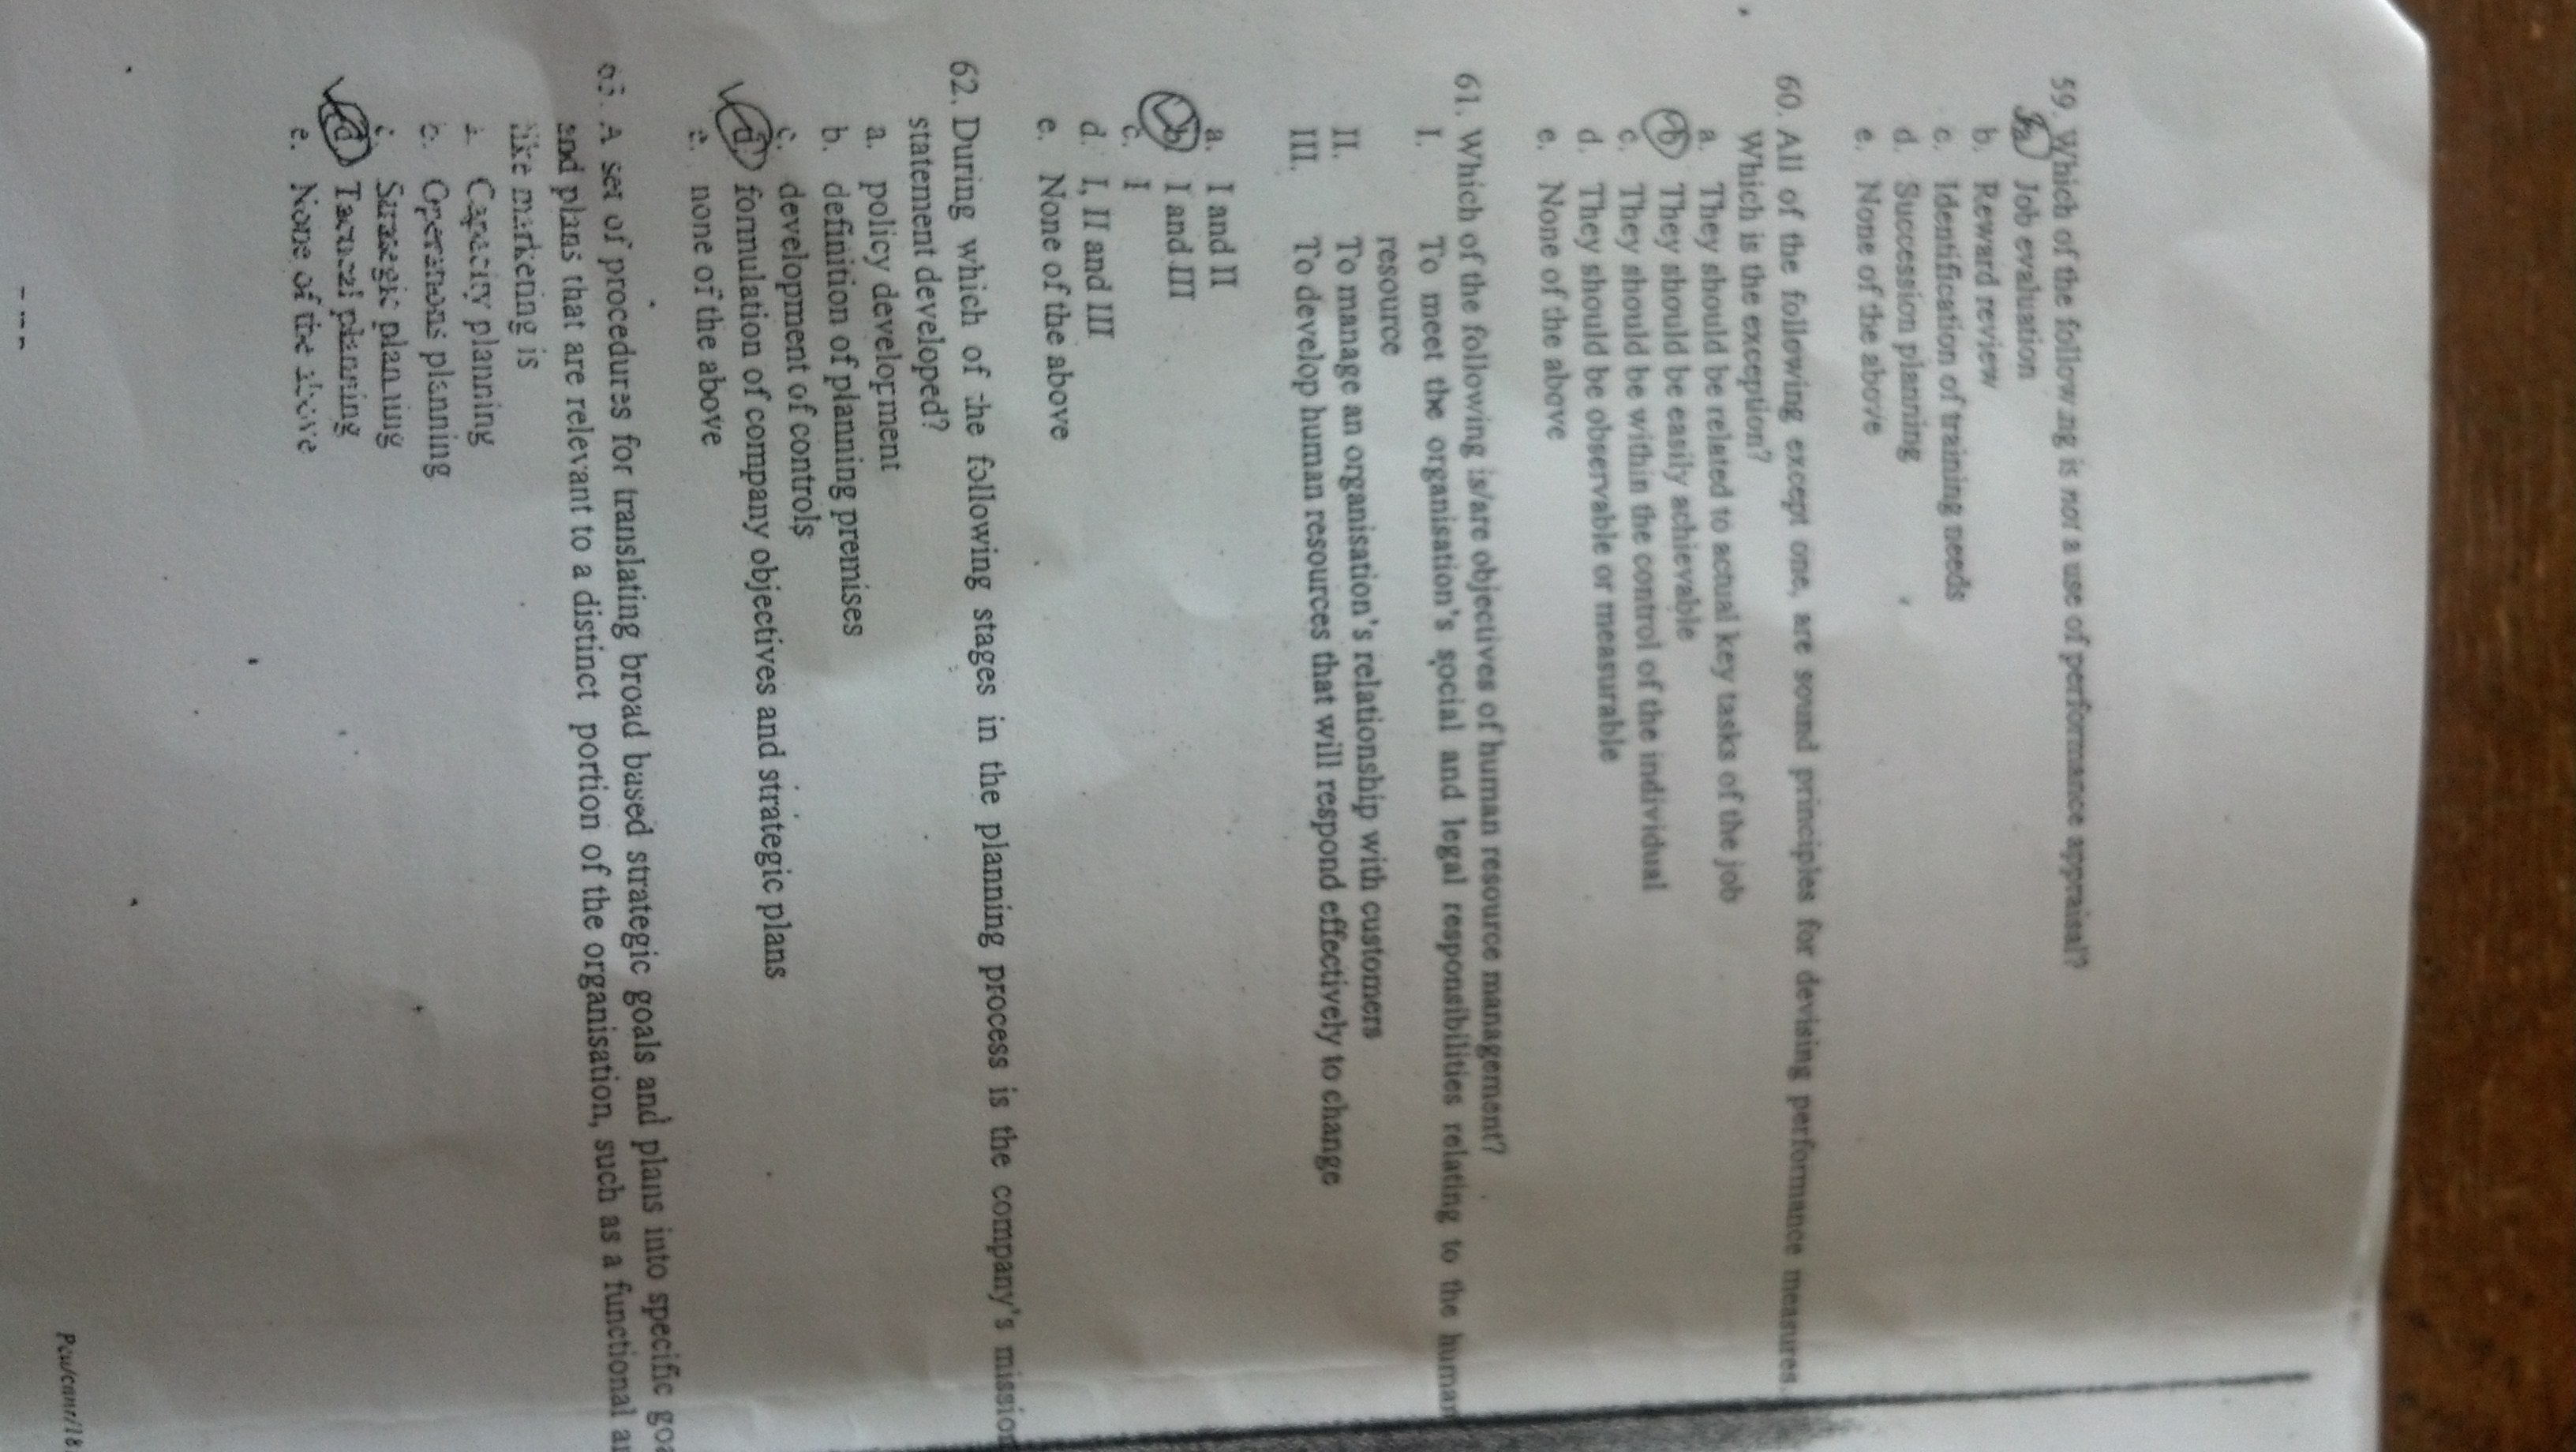 59. Which of the following is not a use of performance appraisal?
a. Job evaluation
b. Reward review
c. Identification of training needs
d. Succession planning
e. None of the above
60. All of the following except one, are sound principles for devising performance measures.
Which is the exception?
a. They should be related to actual key tasks of the job
b. They should be easily achievable
c. They should be within the control of the individual
d. They should be observable or measurable
e. None of the above
61. Which of the following is/are objectives of human resource management?
I. To meet the organisation's social and legal responsibilities relating to the human
resource
II. To manage an organisation's relationship with customers
III. To develop human resources that will respond effectively to change
a. I and II
b. I and III
c. I
d. I, II and III
e. None of the above
62. During which of the following stages in the planning process is the company's mission
statement developed?
a. policy development
b. definition of planning premises
c. development of controls
d. formulation of company objectives and strategic plans
e. none of the above
63. A set of procedures for translating broad based strategic goals and plans into specific goa
and plans that are relevant to a distinct portion of the organisation, such as a functional a
like marketing is
a. Capacity planning
b. Operations planning
c. Strategic planning
d. Tactical planning
e. None of the above